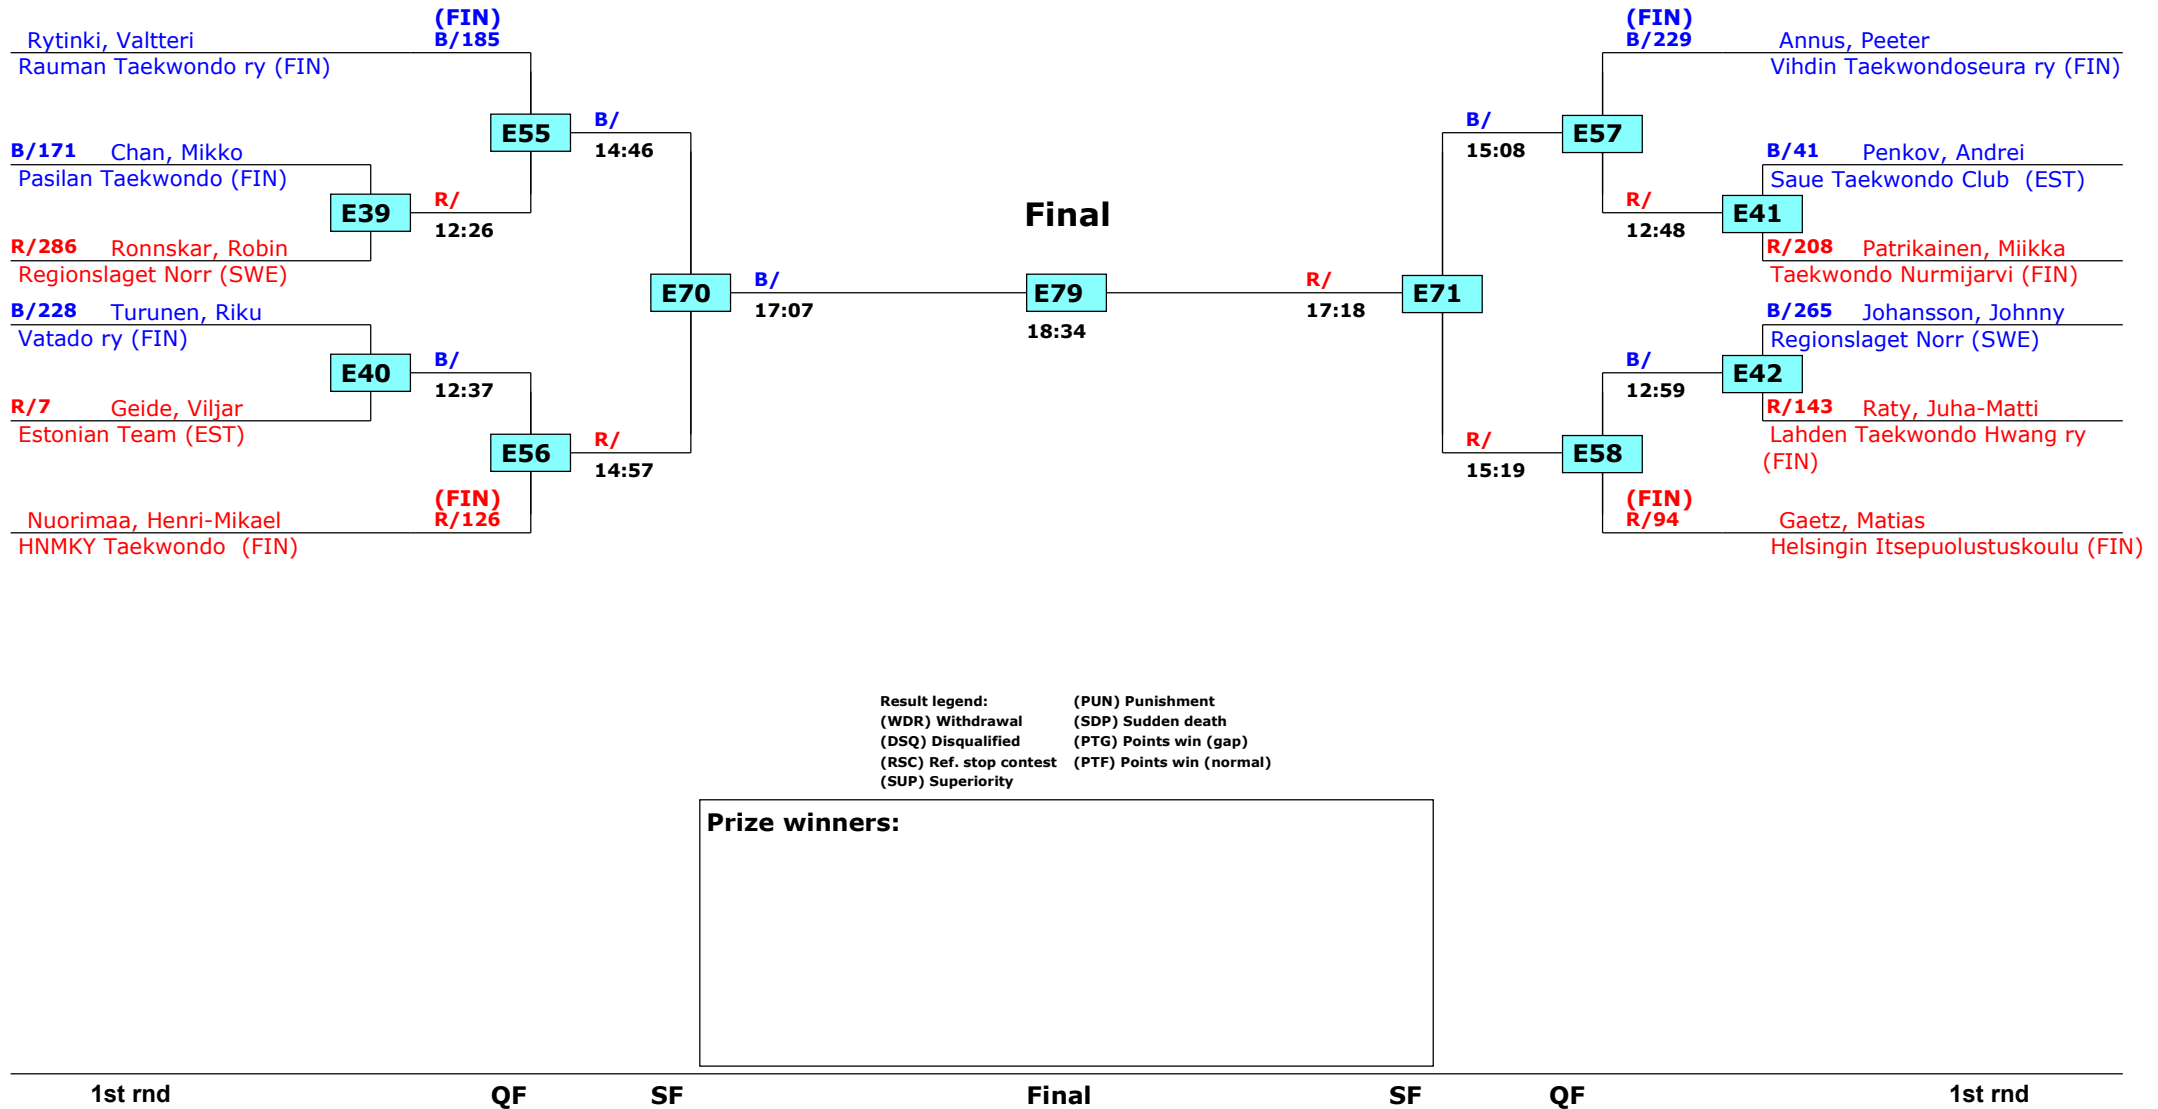 (FIN)
Rytinki, Valtteri B/185
Rauman Taekwondo ry (FIN)
E55
B/
14:46
B/171 Chan, Mikko
Pasilan Taekwondo (FIN)
E39
R/
12:26
R/286 Ronnskar, Robin
Regionslaget Norr (SWE)
E70
B/
17:07
B/228 Turunen, Riku
Vatado ry (FIN)
E40
B/
12:37
R/7 Geide, Viljar
Estonian Team (EST)
E56
R/
14:57
(FIN)
Nuorimaa, Henri-Mikael R/126
HNMKY Taekwondo (FIN)
Final
E79
18:34
(FIN)
B/229 Annus, Peeter
Vihdin Taekwondoseura ry (FIN)
B/
15:08
E57
B/41 Penkov, Andrei
Saue Taekwondo Club (EST)
R/
12:48
E41
R/208 Patrikainen, Miikka
Taekwondo Nurmijarvi (FIN)
R/
17:18
E71
B/265 Johansson, Johnny
Regionslaget Norr (SWE)
B/
12:59
E42
R/143 Raty, Juha-Matti
Lahden Taekwondo Hwang ry
(FIN)
R/
15:19
E58
(FIN)
R/94 Gaetz, Matias
Helsingin Itsepuolustuskoulu (FIN)
Result legend: (PUN) Punishment
(WDR) Withdrawal (SDP) Sudden death
(DSQ) Disqualified (PTG) Points win (gap)
(RSC) Ref. stop contest (PTF) Points win (normal)
(SUP) Superiority
Prize winners:
1st rnd QF SF Final SF QF 1st rnd